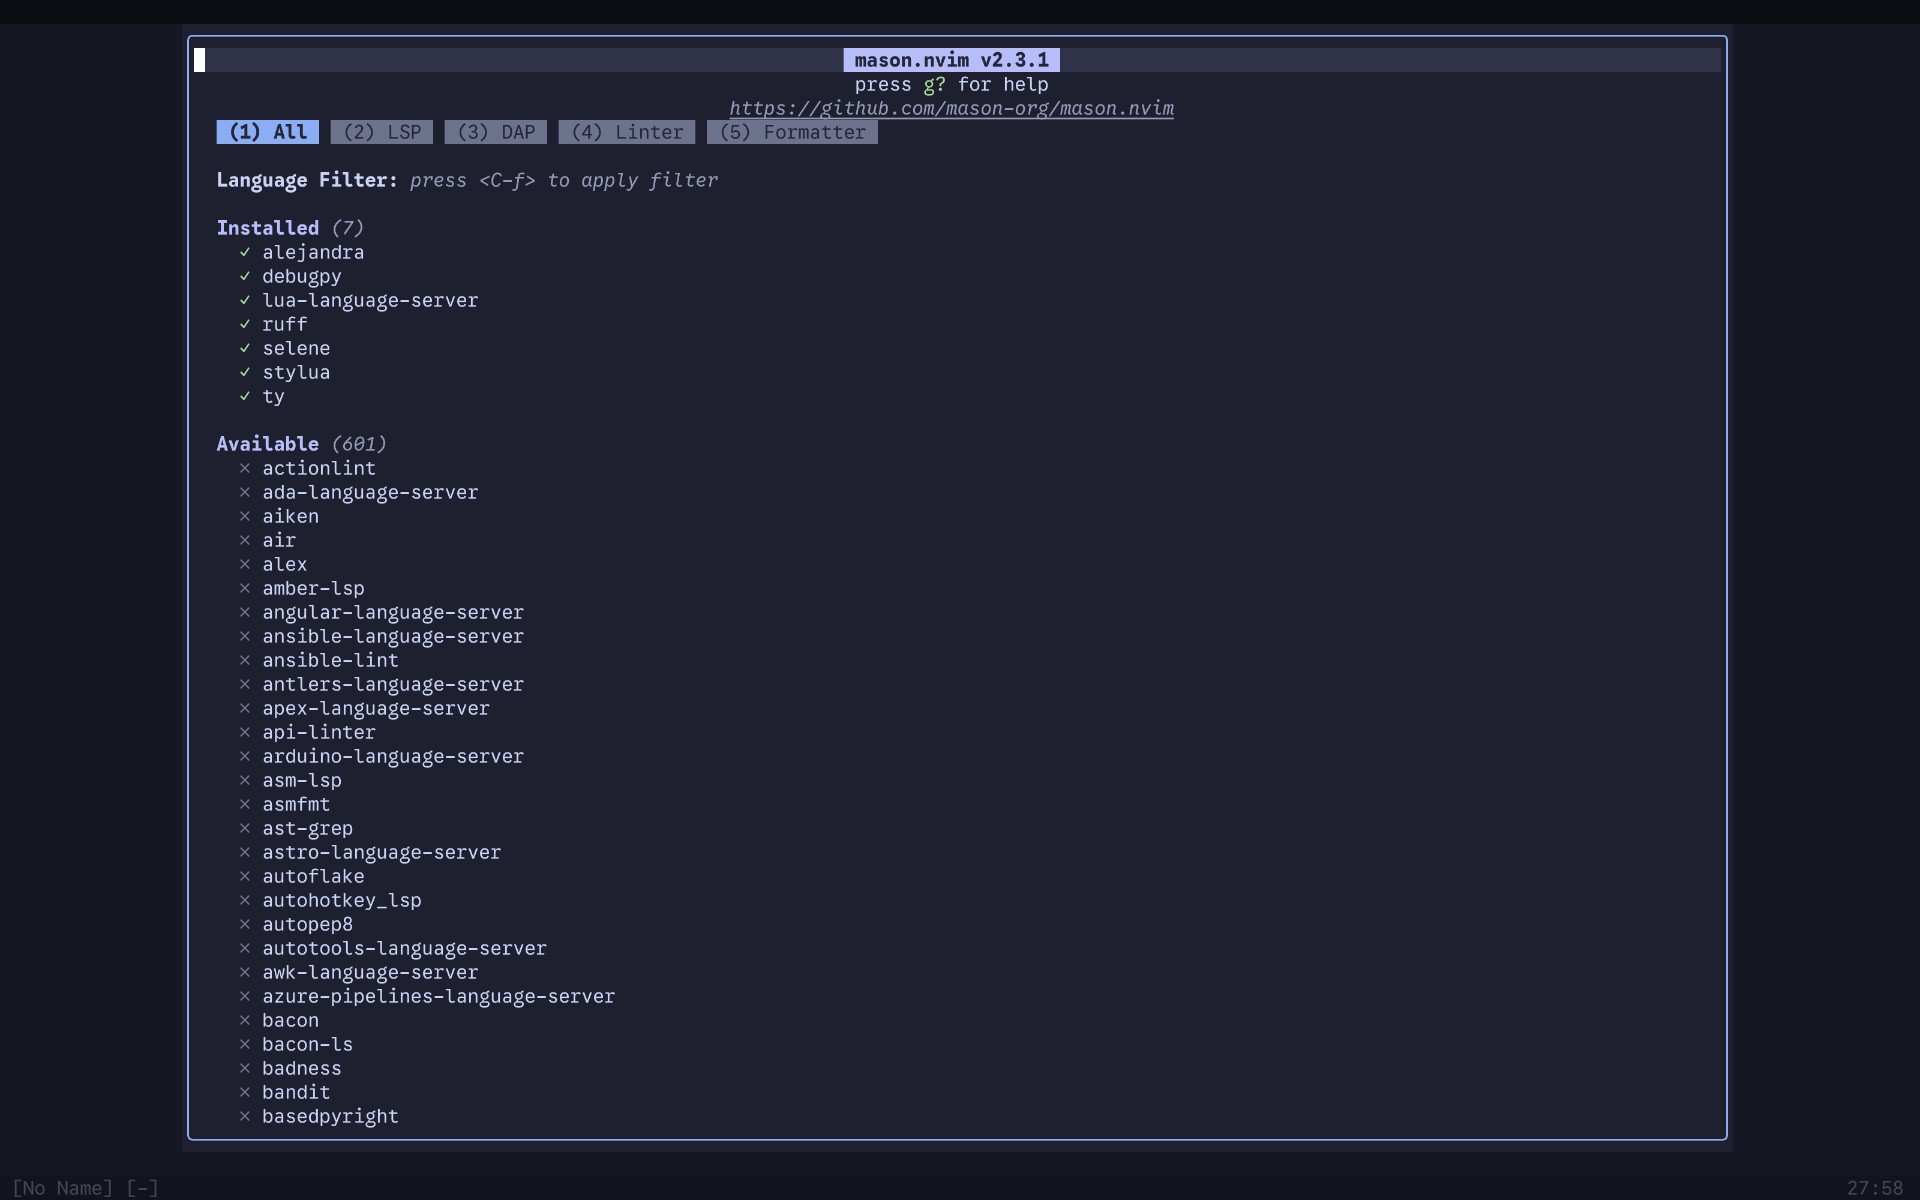 mason.nvim v2.3.1
press g? for help
https://github.com/mason-org/mason.nvim
(1) All (2) LSP (3) DAP (4) Linter (5) Formatter
Language Filter: press <C-f> to apply filter
Installed (7)
✓ alejandra
✓ debugpy
✓ lua-language-server
✓ ruff
✓ selene
✓ stylua
✓ ty
Available (601)
× actionlint
× ada-language-server
× aiken
× air
× alex
× amber-lsp
× angular-language-server
× ansible-language-server
× ansible-lint
× antlers-language-server
× apex-language-server
× api-linter
× arduino-language-server
× asm-lsp
× asmfmt
× ast-grep
× astro-language-server
× autoflake
× autohotkey_lsp
× autopep8
× autotools-language-server
× awk-language-server
× azure-pipelines-language-server
× bacon
× bacon-ls
× badness
× bandit
× basedpyright
[No Name] [-] 27:58